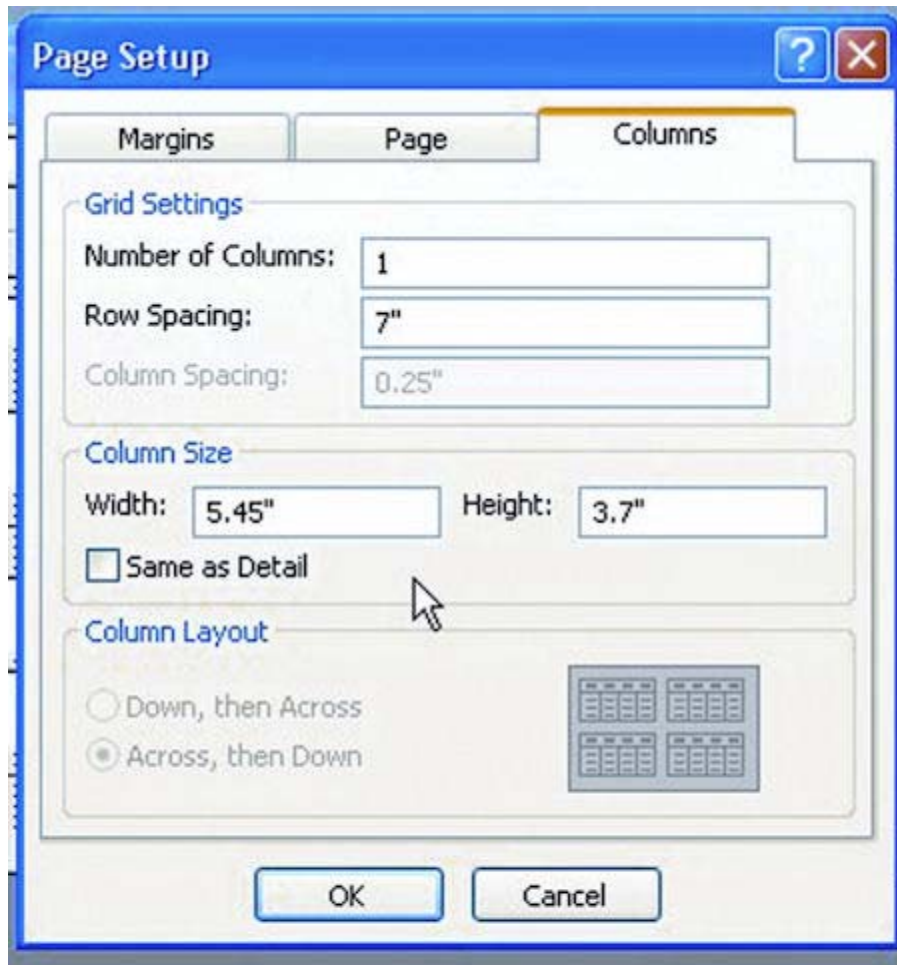 Page Setup
Margins Page Columns
Grid Settings
Number of Columns: 1
Row Spacing: 7"
Column Spacing: 0.25"
Column Size
Width: 5.45" Height: 3.7"
Same as Detail
Column Layout
Down, then Across
Across, then Down
OK Cancel